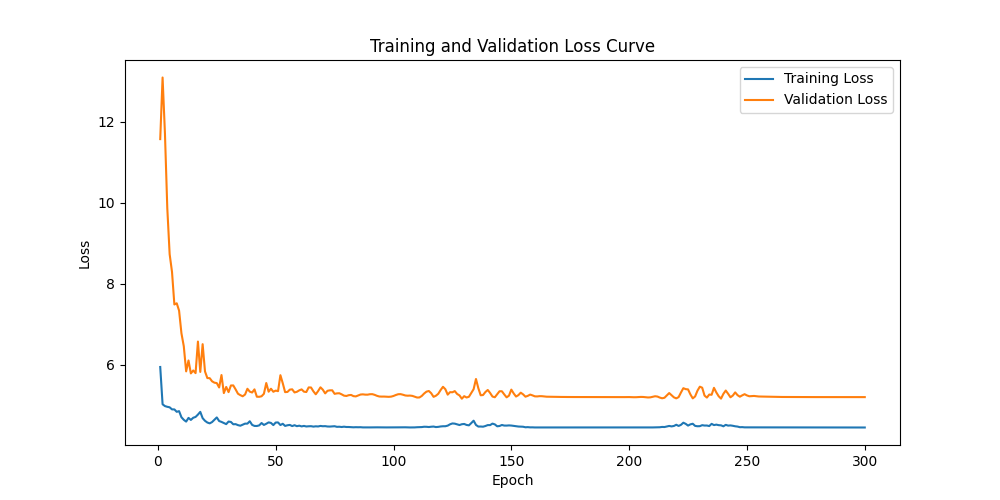 Training and Validation Loss Curve
Training Loss
Validation Loss
12
10
8
6
Loss
0
50
100
150
200
250
300
Epoch